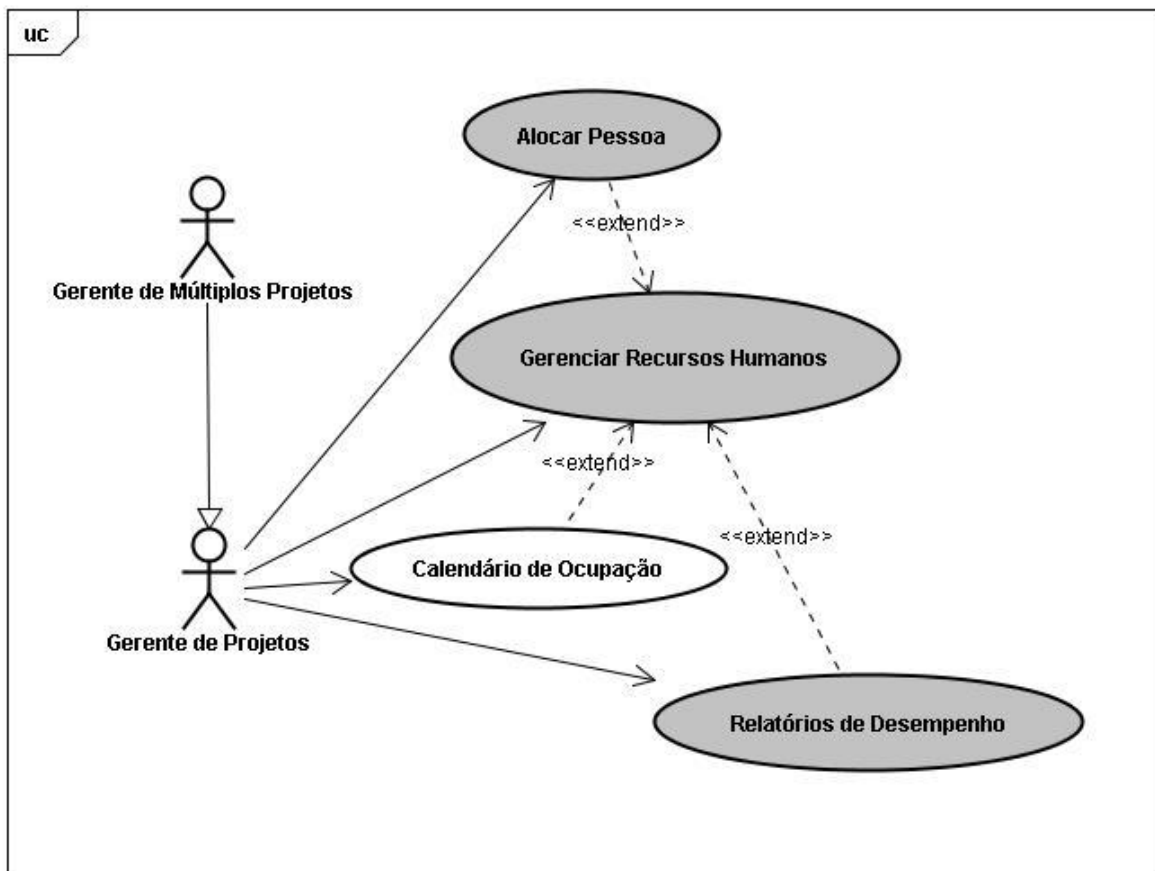 uc
Alocar Pessoa
<<extend>>
Gerente de Múltiplos Projetos
Gerenciar Recursos Humanos
<<extend>>
<<extend>>
Calendário de Ocupação
Gerente de Projetos
Relatórios de Desempenho